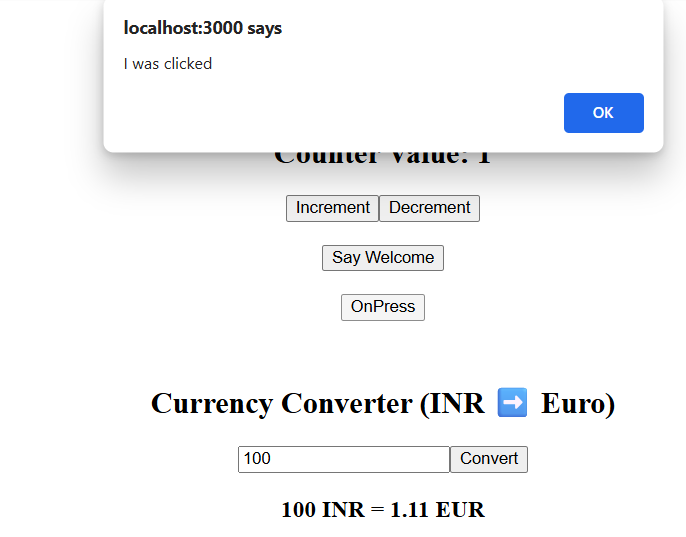 localhost:3000 says
I was clicked
OK
Counter Value: 1
Increment Decrement
Say Welcome
OnPress
Currency Converter (INR ➡️ Euro)
100 Convert
100 INR = 1.11 EUR